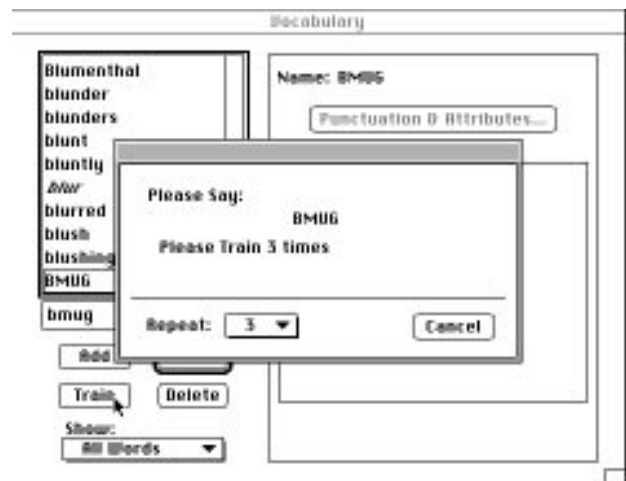 Vocabulary
Blumenthal
blunder
blunders
blunt
bluntly
blur
blurred
blush
blushing
BMUG
bmug
Add
Train
Delete
Show:
All Words
Name: BMUG
Punctuation & Attributes...
Please Say:
BMUG
Please Train 3 times
Repeat: 3
Cancel